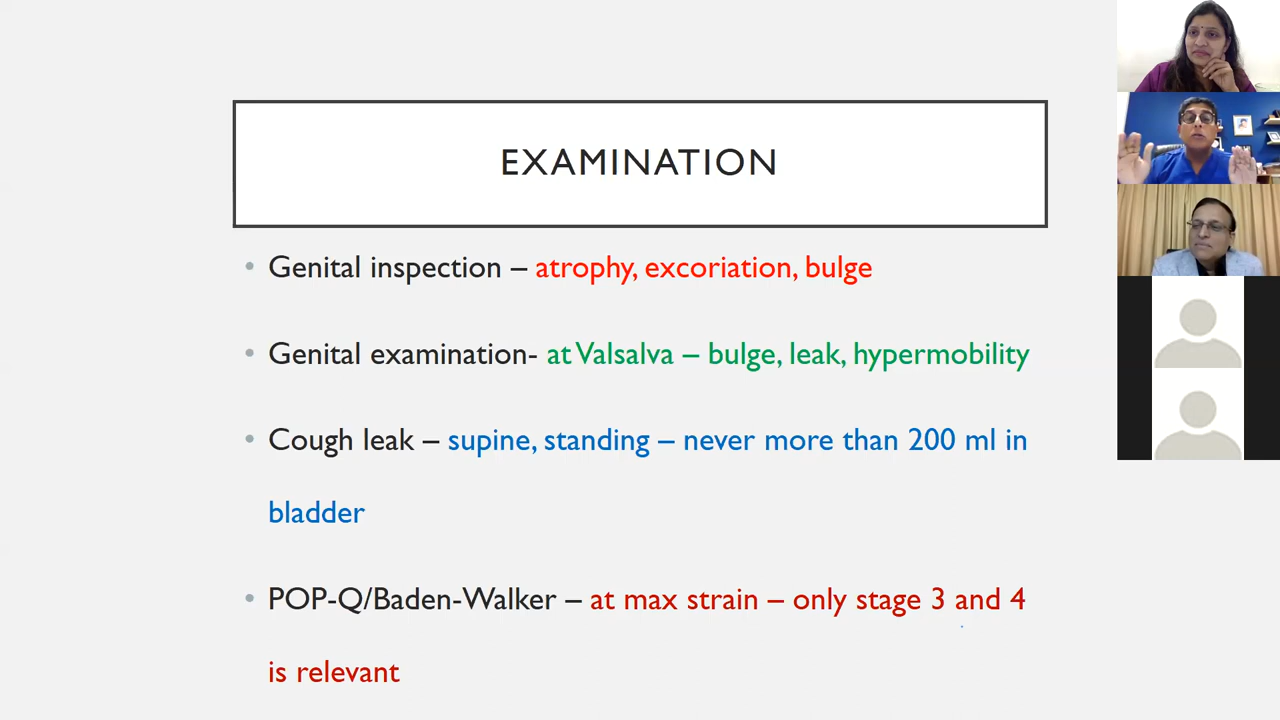 EXAMINATION
• Genital inspection – atrophy, excoriation, bulge
• Genital examination- at Valsalva – bulge, leak, hypermobility
• Cough leak – supine, standing – never more than 200 ml in
bladder
• POP-Q/Baden-Walker – at max strain – only stage 3 and 4
is relevant